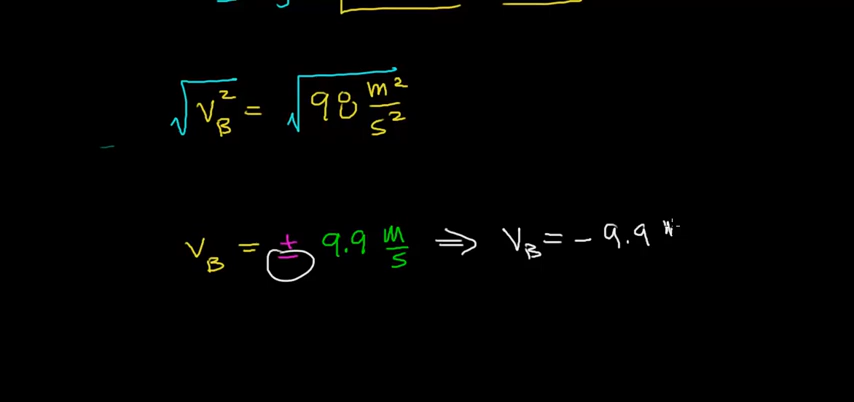 √v_B² = √98 m²/s²
v_B = ± 9.9 m/s ⇒ v_B = − 9.9